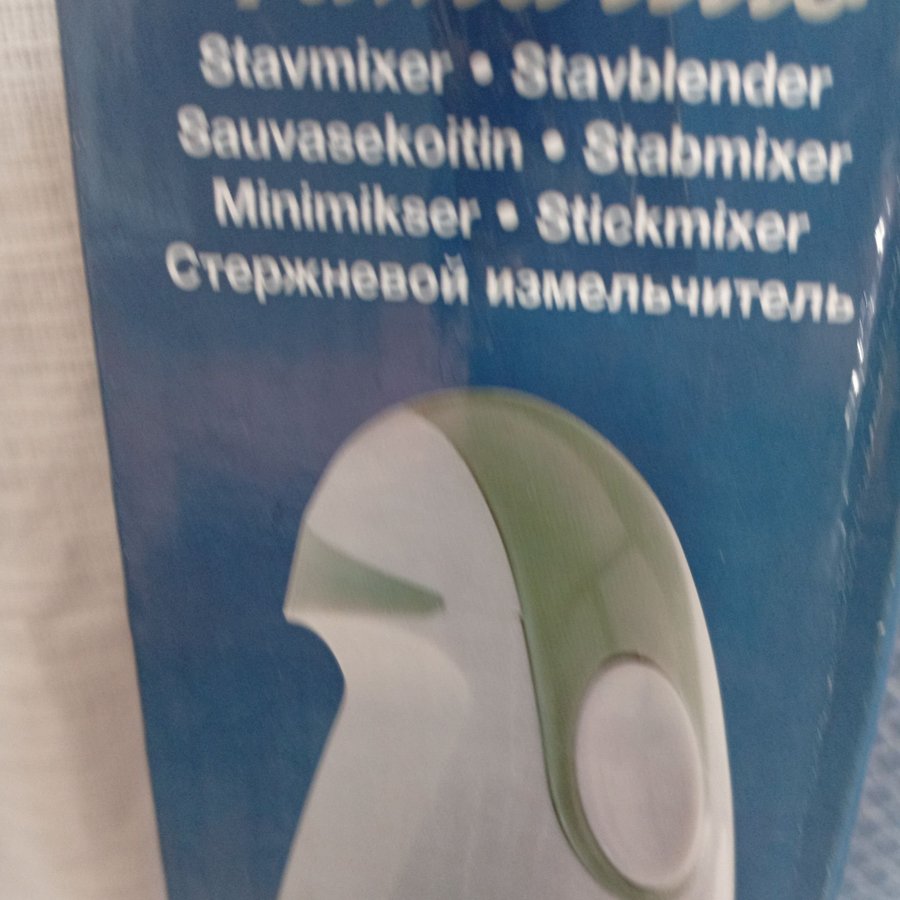 Stavmixer • Stavblender
Sauvasekoitin • Stabmixer
Minimikser • Stickmixer
Стержневой измельчитель